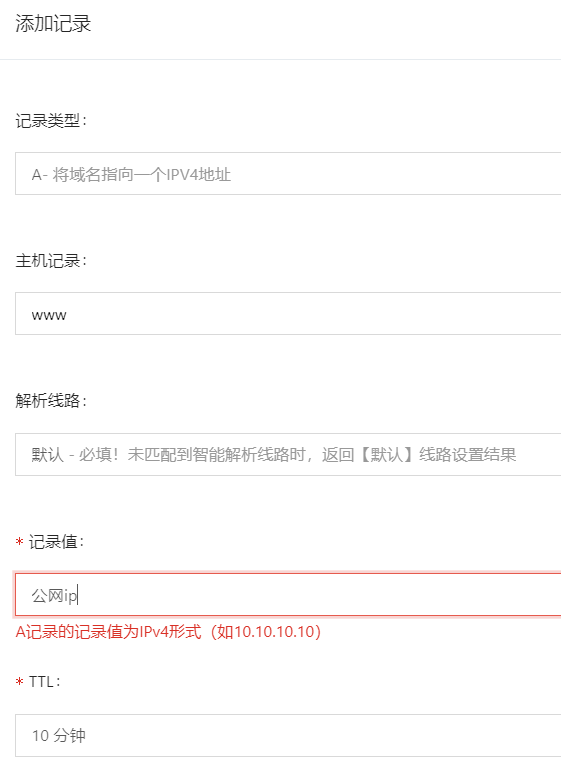 添加记录
记录类型：
A- 将域名指向一个IPV4地址
主机记录：
www
解析线路：
默认 - 必填！未匹配到智能解析线路时，返回【默认】线路设置结果
* 记录值：
公网ip
A记录的记录值为IPv4形式（如10.10.10.10）
* TTL：
10 分钟